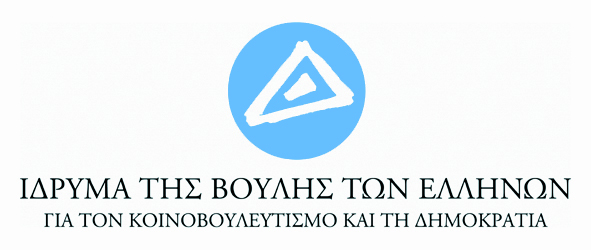 ΙΔΡΥΜΑ ΤΗΣ ΒΟΥΛΗΣ ΤΩΝ ΕΛΛΗΝΩΝ
ΓΙΑ ΤΟΝ ΚΟΙΝΟΒΟΥΛΕΥΤΙΣΜΟ ΚΑΙ ΤΗ ΔΗΜΟΚΡΑΤΙΑ